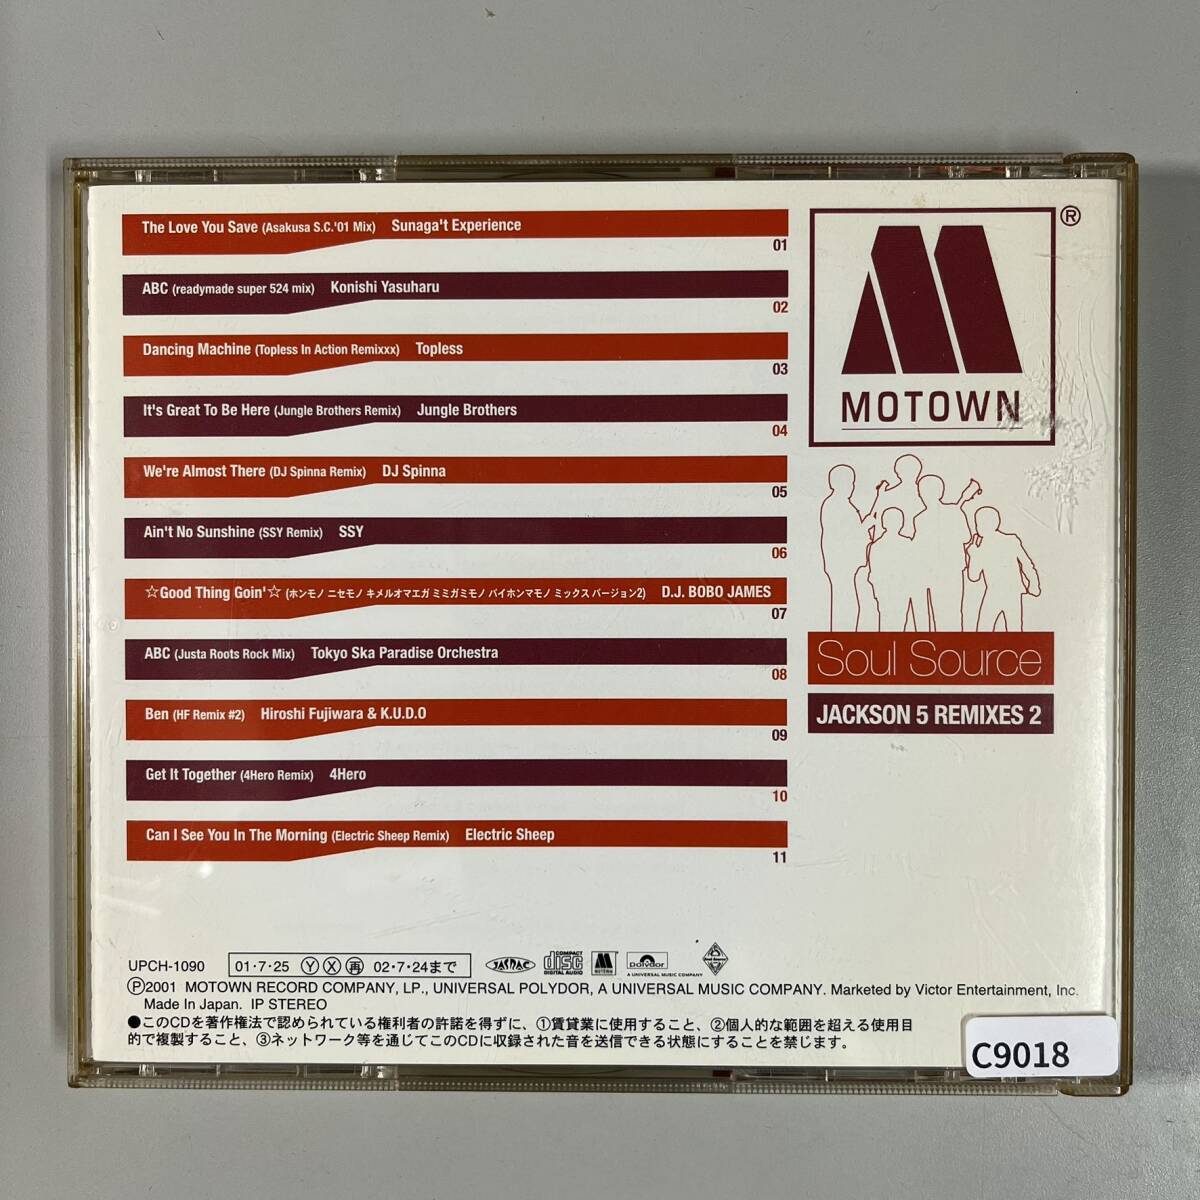 The Love You Save (Asakusa S.C.'01 Mix) Sunaga't Experience
01
ABC (readymade super 524 mix) Konishi Yasuharu
02
Dancing Machine (Topless In Action Remixxx) Topless
03
It's Great To Be Here (Jungle Brothers Remix) Jungle Brothers
04
We're Almost There (DJ Spinna Remix) DJ Spinna
05
Ain't No Sunshine (SSY Remix) SSY
06
☆Good Thing Goin'☆ (ホンモノ ニセモノ キメルオマエガ ミミガミモノ バイホンマモノ ミックス バージョン2) D.J. BOBO JAMES
07
ABC (Justa Roots Rock Mix) Tokyo Ska Paradise Orchestra
08
Ben (HF Remix #2) Hiroshi Fujiwara & K.U.D.O
09
Get It Together (4Hero Remix) 4Hero
10
Can I See You In The Morning (Electric Sheep Remix) Electric Sheep
11
®
MOTOWN
Soul Source
JACKSON 5 REMIXES 2
UPCH-1090 01・7・25 Ⓨ Ⓧ ㊢ 02・7・24まで JASRAC COMPACT disc DIGITAL AUDIO MOTOWN polydor A UNIVERSAL MUSIC COMPANY
Ⓟ2001 MOTOWN RECORD COMPANY, LP., UNIVERSAL POLYDOR, A UNIVERSAL MUSIC COMPANY. Marketed by Victor Entertainment, Inc.
Made In Japan. IP STEREO
●このCDを著作権法で認められている権利者の許諾を得ずに、①賃貸業に使用すること、②個人的な範囲を超える使用目
的で複製すること、③ネットワーク等を通じてこのCDに収録された音を送信できる状態にすることを禁じます。
C9018